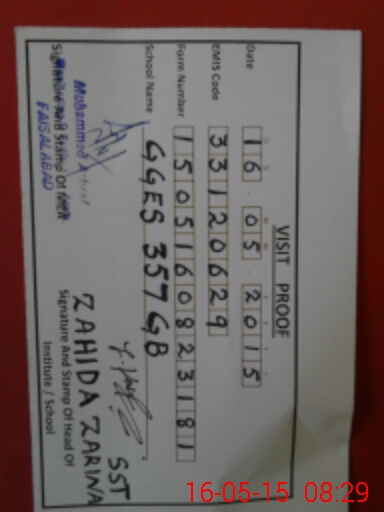 VISIT PROOF
Date 16 05 2015
EMIS Code 33120629
Form Number 1505160823181
School Name GGES 357 GB
Mohammad
Signature And Stamp Of
FAISALABAD
SST
ZAHIDA ZARINA
Signature And Stamp Of Head Of
Institute / School
16-05-15 08:29